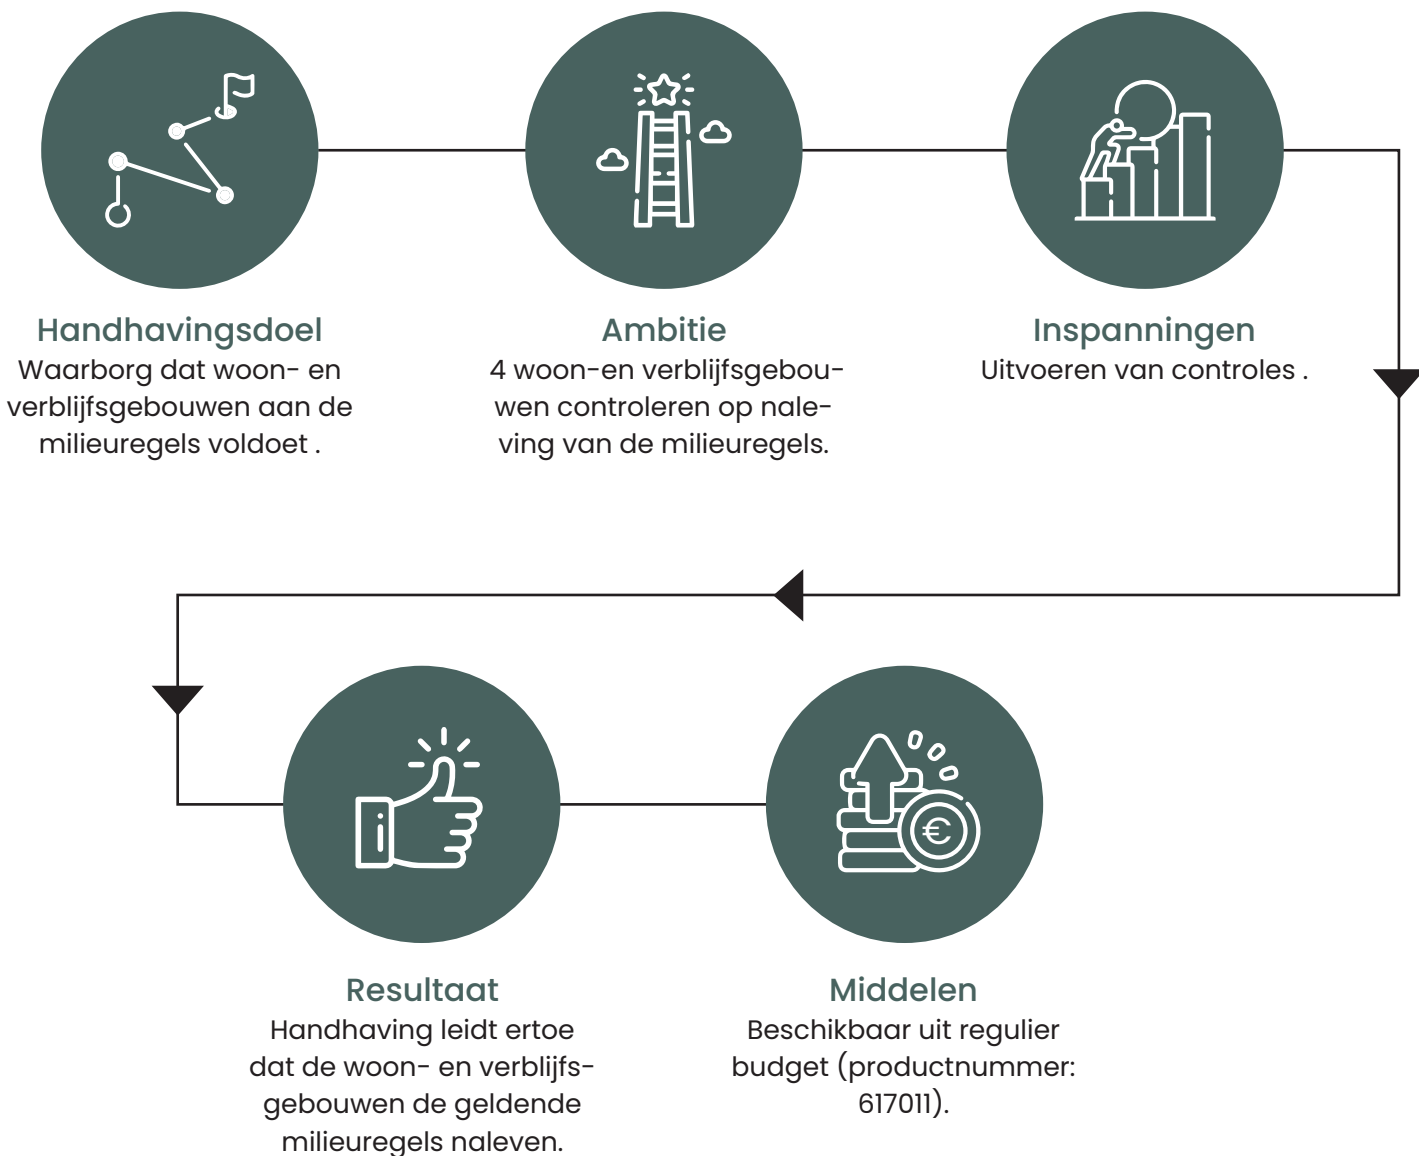 Handhavingsdoel
Waarborg dat woon- en
verblijfsgebouwen aan de
milieuregels voldoet .
Ambitie
4 woon-en verblijfsgebou-
wen controleren op nale-
ving van de milieuregels.
Inspanningen
Uitvoeren van controles .
Resultaat
Handhaving leidt ertoe
dat de woon- en verblijfs-
gebouwen de geldende
milieuregels naleven.
Middelen
Beschikbaar uit regulier
budget (productnummer:
617011).
€